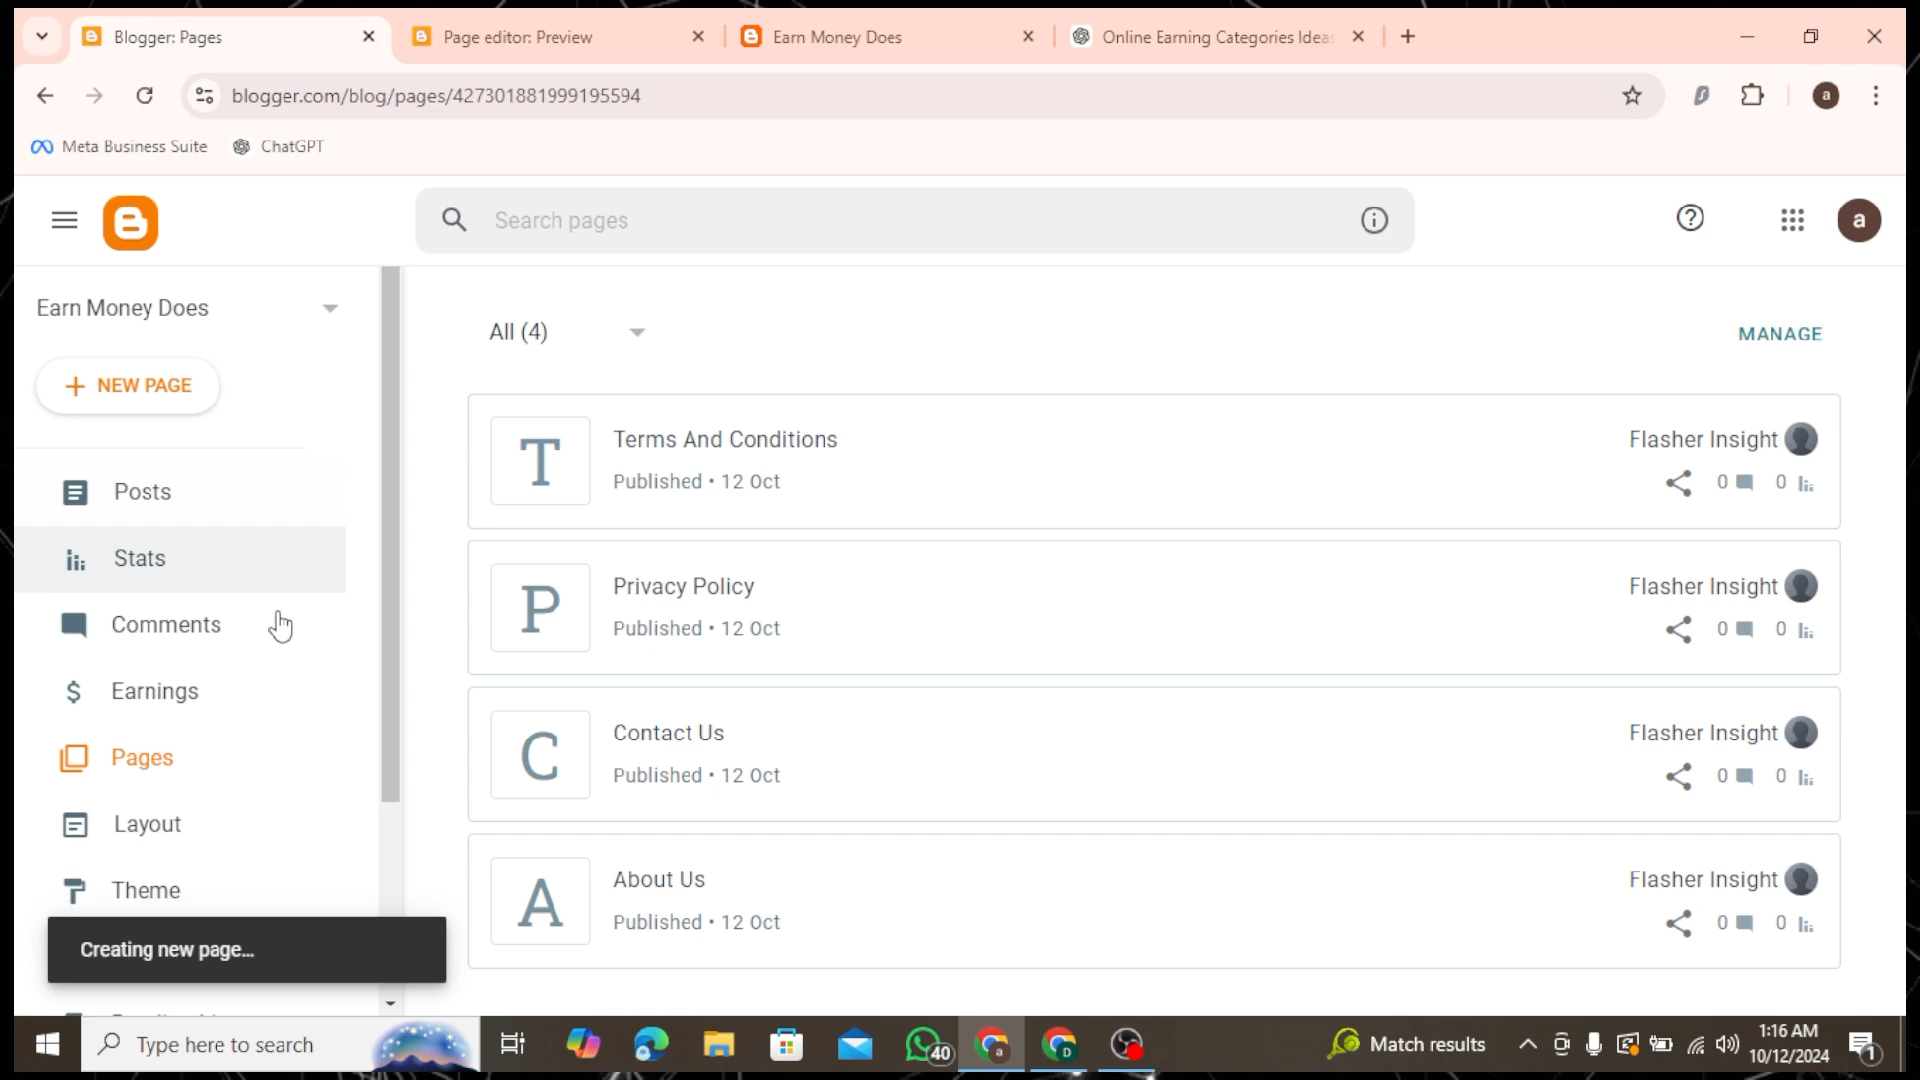 Blogger: Pages
Page editor: Preview
Earn Money Does
Online Earning Categories Idea
blogger.com/blog/pages/427301881999195594
a
Meta Business Suite
ChatGPT
Search pages
a
Earn Money Does
NEW PAGE
Posts
Stats
Comments
Earnings
Pages
Layout
Theme
Creating new page...
All (4)
MANAGE
T
Terms And Conditions
Published • 12 Oct
Flasher Insight
0 0
P
Privacy Policy
Published • 12 Oct
Flasher Insight
0 0
C
Contact Us
Published • 12 Oct
Flasher Insight
0 0
A
About Us
Published • 12 Oct
Flasher Insight
0 0
Type here to search
40
a
D
Match results
1:16 AM
10/12/2024
1